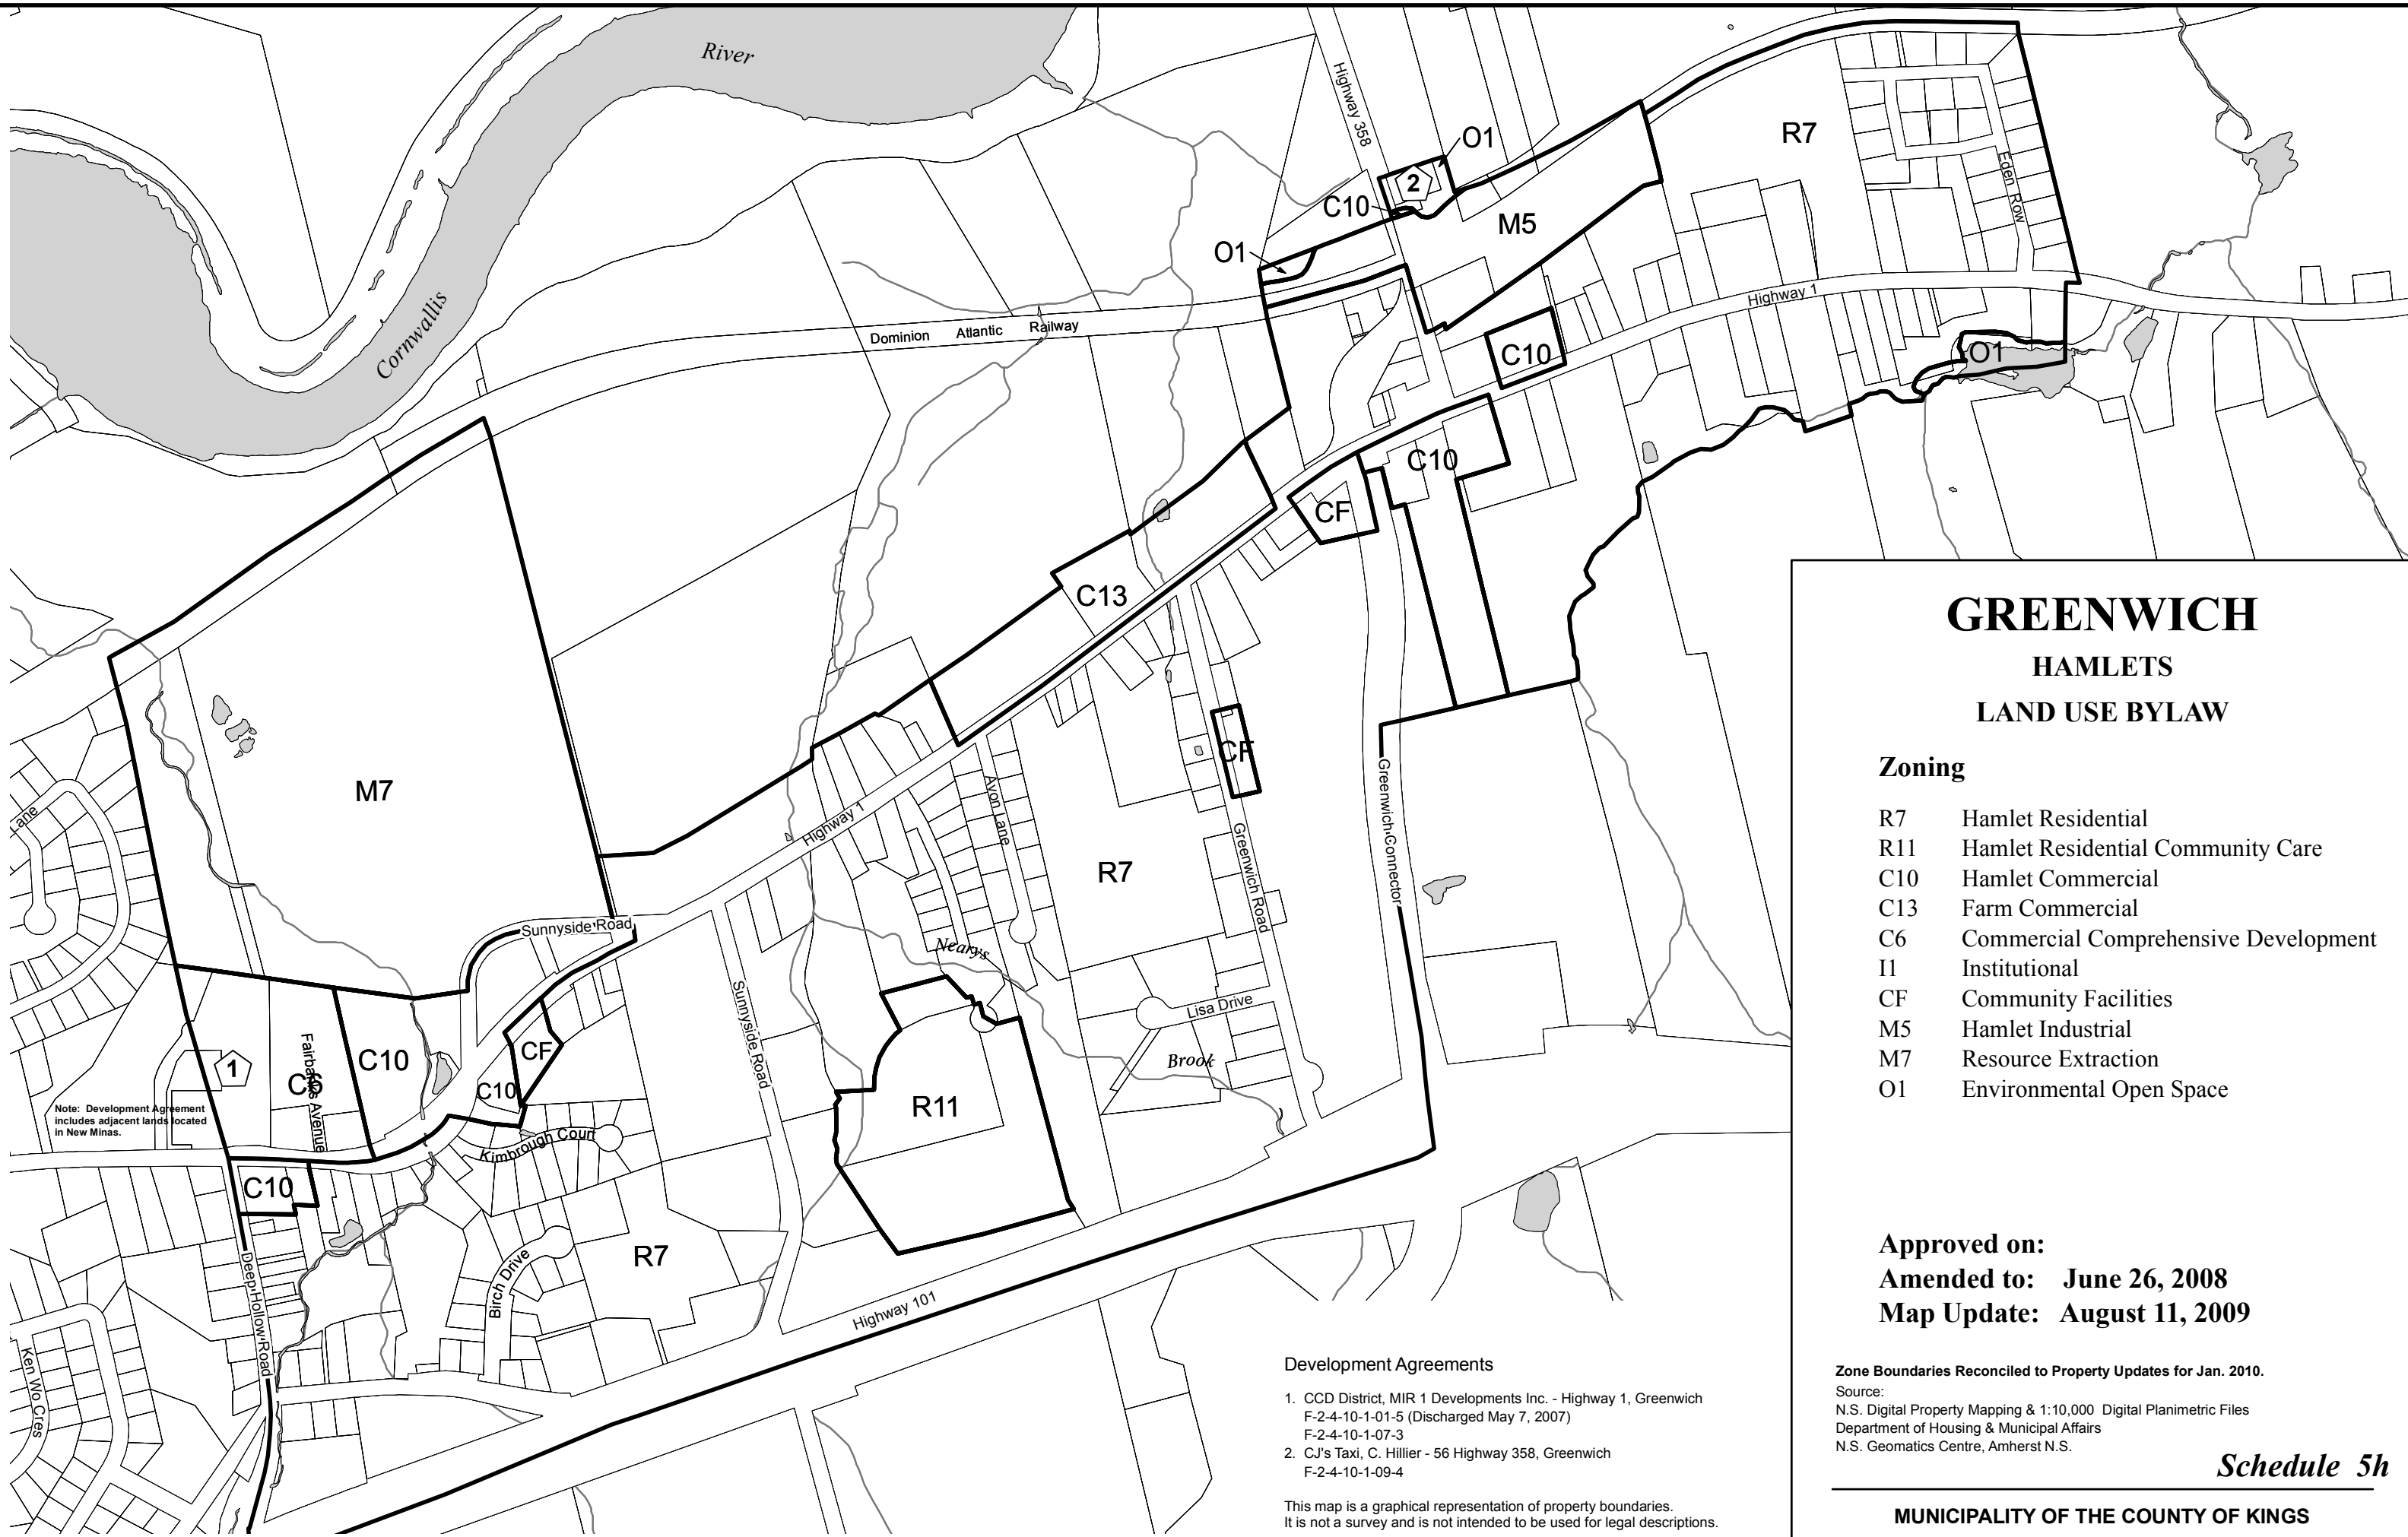 River
Highway 358
O1
2
C10
M5
R7
Eden Row
O1
Cornwallis
Dominion Atlantic Railway
Highway 1
C10
O1
C10
CF
C13
M7
CF
Highway 1
Avon Lane
R7
Greenwich Connector
Greenwich Road
Lane
Sunnyside Road
Nearys
Sunnyside Road
Lisa Drive
Brook
1
C6
Fairbanks Avenue
C10
CF
C10
R11
Note: Development Agreement
includes adjacent lands located
in New Minas.
Kimbrough Court
C10
Deep Hollow Road
Birch Drive
R7
Highway 101
Ken Wo Cres
GREENWICH
HAMLETS
LAND USE BYLAW
Zoning
R7 Hamlet Residential
R11 Hamlet Residential Community Care
C10 Hamlet Commercial
C13 Farm Commercial
C6 Commercial Comprehensive Development
I1 Institutional
CF Community Facilities
M5 Hamlet Industrial
M7 Resource Extraction
O1 Environmental Open Space
Approved on:
Amended to: June 26, 2008
Map Update: August 11, 2009
Zone Boundaries Reconciled to Property Updates for Jan. 2010.
Source:
N.S. Digital Property Mapping & 1:10,000 Digital Planimetric Files
Department of Housing & Municipal Affairs
N.S. Geomatics Centre, Amherst N.S.
Schedule 5h
MUNICIPALITY OF THE COUNTY OF KINGS
Development Agreements
1. CCD District, MIR 1 Developments Inc. - Highway 1, Greenwich
F-2-4-10-1-01-5 (Discharged May 7, 2007)
F-2-4-10-1-07-3
2. CJ's Taxi, C. Hillier - 56 Highway 358, Greenwich
F-2-4-10-1-09-4
This map is a graphical representation of property boundaries.
It is not a survey and is not intended to be used for legal descriptions.